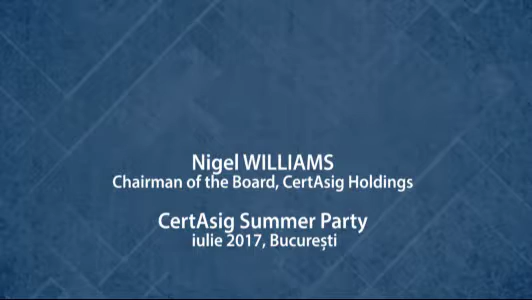 Nigel WILLIAMS
Chairman of the Board, CertAsig Holdings
CertAsig Summer Party
iulie 2017, București